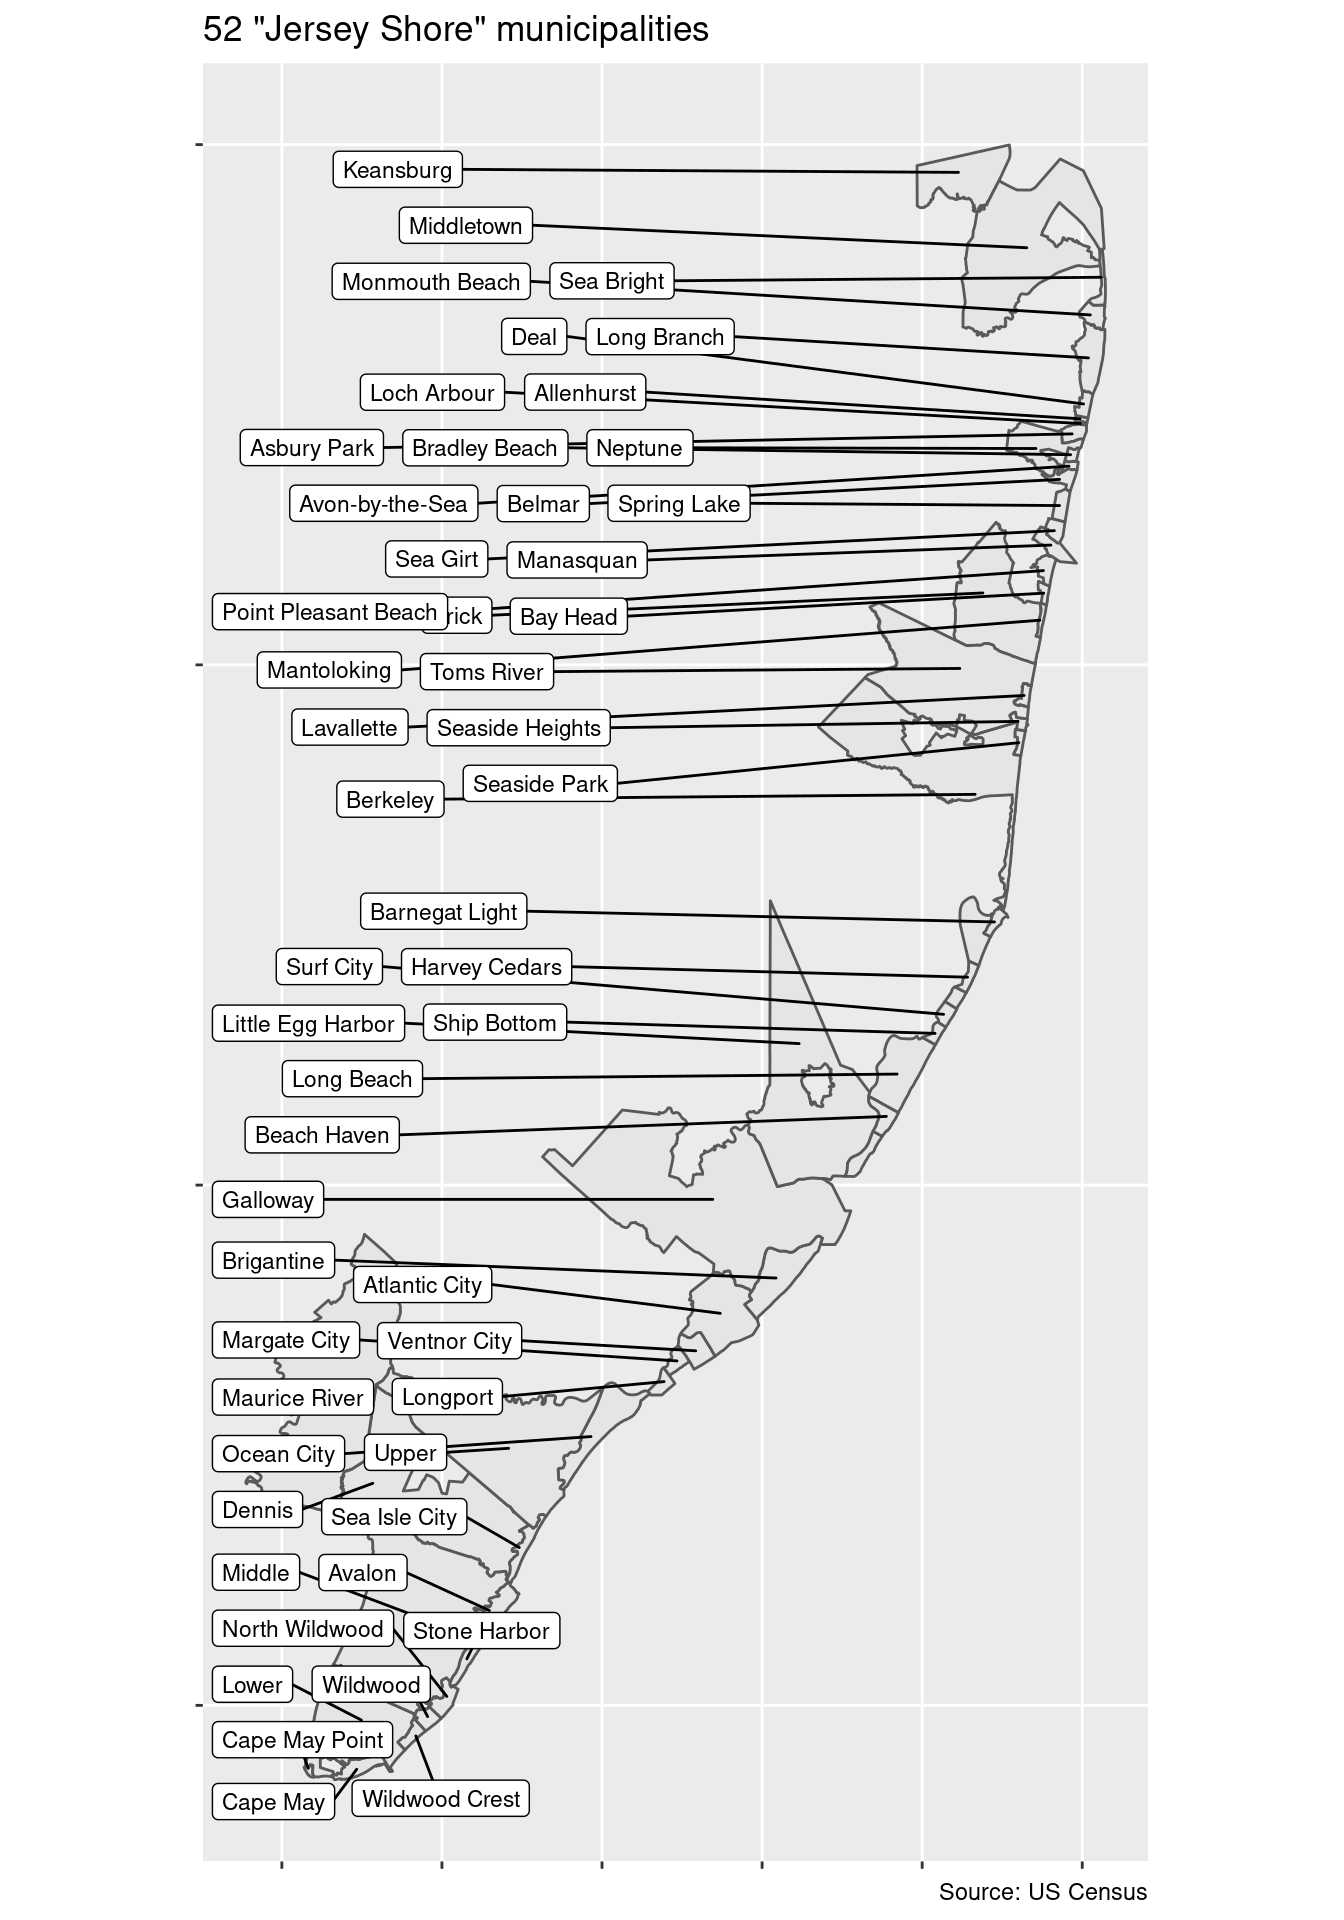 52 "Jersey Shore" municipalities
Keansburg
Middletown
Monmouth Beach
Sea Bright
Deal
Long Branch
Loch Arbour
Allenhurst
Asbury Park
Bradley Beach
Neptune
Avon-by-the-Sea
Belmar
Spring Lake
Sea Girt
Manasquan
Point Pleasant Beach
rick
Bay Head
Mantoloking
Toms River
Lavallette
Seaside Heights
Seaside Park
Berkeley
Barnegat Light
Surf City
Harvey Cedars
Little Egg Harbor
Ship Bottom
Long Beach
Beach Haven
Galloway
Brigantine
Atlantic City
Margate City
Ventnor City
Maurice River
Longport
Ocean City
Upper
Dennis
Sea Isle City
Middle
Avalon
North Wildwood
Stone Harbor
Lower
Wildwood
Cape May Point
Cape May
Wildwood Crest
Source: US Census